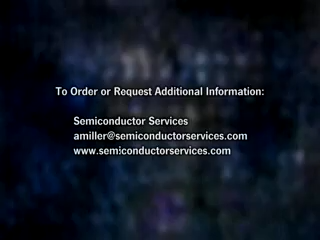 To Order or Request Additional Information:
Semiconductor Services
amiller@semiconductorservices.com
www.semiconductorservices.com